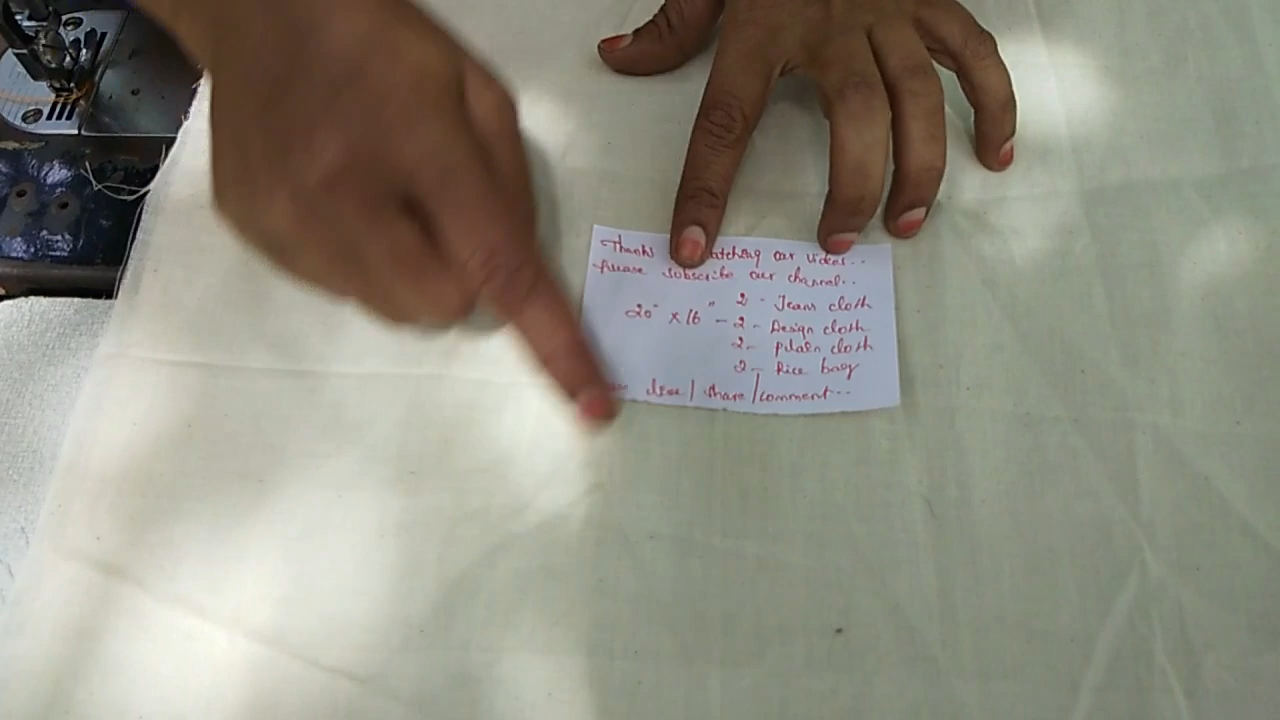 Thanks atching our video..
please subscribe our channel..
2 - Jeans cloth
20" x 16" - 2 - Design cloth
2 - plain cloth
2 - Rice bag
like / share / comment...